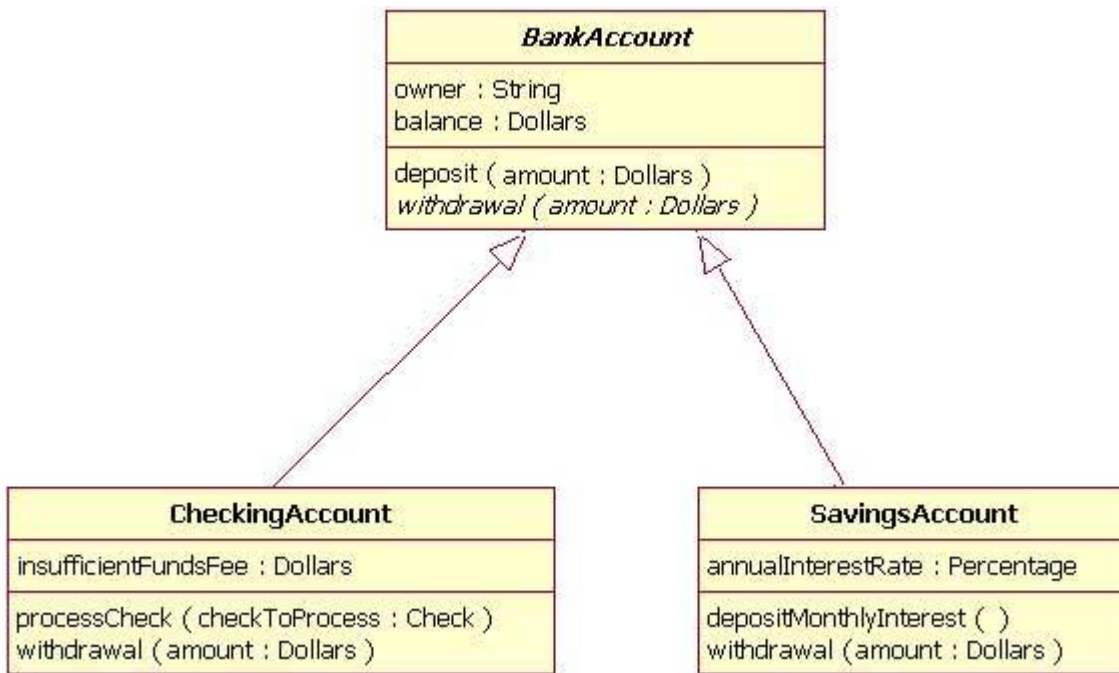 BankAccount
owner : String
balance : Dollars
deposit ( amount : Dollars )
withdrawal ( amount : Dollars )
CheckingAccount
insufficientFundsFee : Dollars
processCheck ( checkToProcess : Check )
withdrawal ( amount : Dollars )
SavingsAccount
annualInterestRate : Percentage
depositMonthlyInterest ( )
withdrawal ( amount : Dollars )